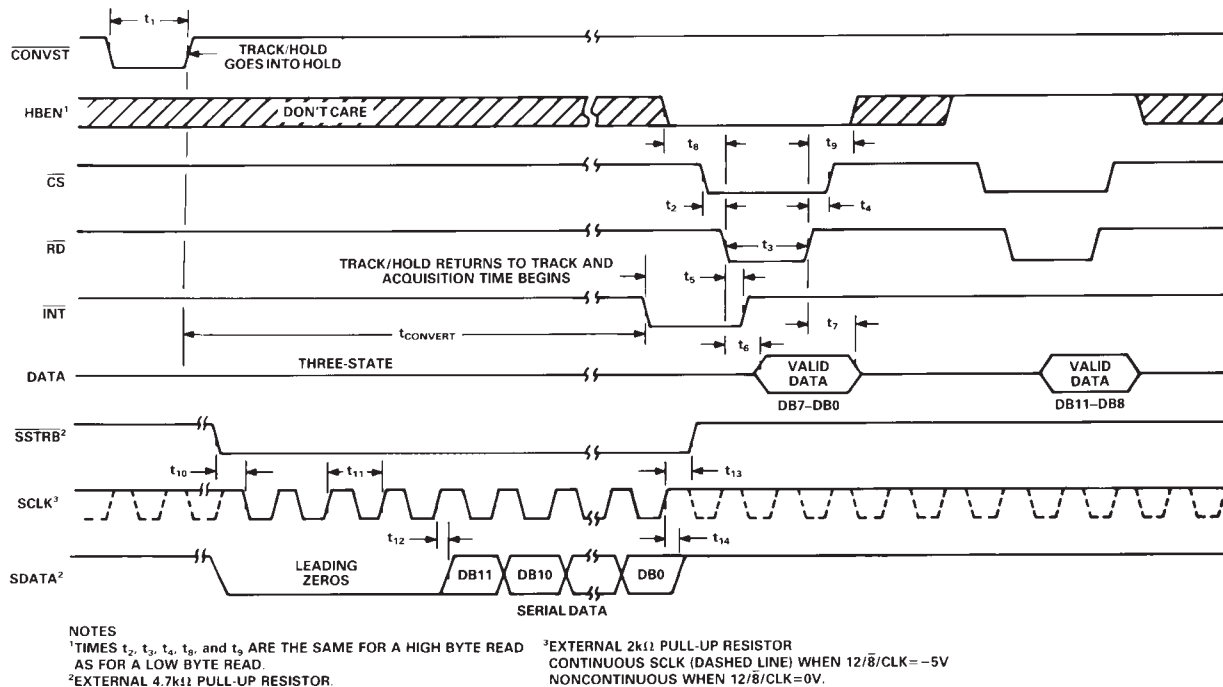 t1
CONVST
TRACK/HOLD
GOES INTO HOLD
HBEN1
DON'T CARE
t8
t9
CS
t2
t4
RD
t3
TRACK/HOLD RETURNS TO TRACK AND
ACQUISITION TIME BEGINS
t5
INT
tCONVERT
t7
t6
THREE-STATE
DATA
VALID
DATA
VALID
DATA
DB7–DB0
DB11–DB8
SSTRB2
t10
t11
t13
SCLK3
t12
t14
SDATA2
LEADING
ZEROS
DB11
DB10
DB0
SERIAL DATA
NOTES
1TIMES t2, t3, t4, t8, and t9 ARE THE SAME FOR A HIGH BYTE READ
AS FOR A LOW BYTE READ.
2EXTERNAL 4.7kΩ PULL-UP RESISTOR.
3EXTERNAL 2kΩ PULL-UP RESISTOR
CONTINUOUS SCLK (DASHED LINE) WHEN 12/8/CLK=–5V
NONCONTINUOUS WHEN 12/8/CLK=0V.